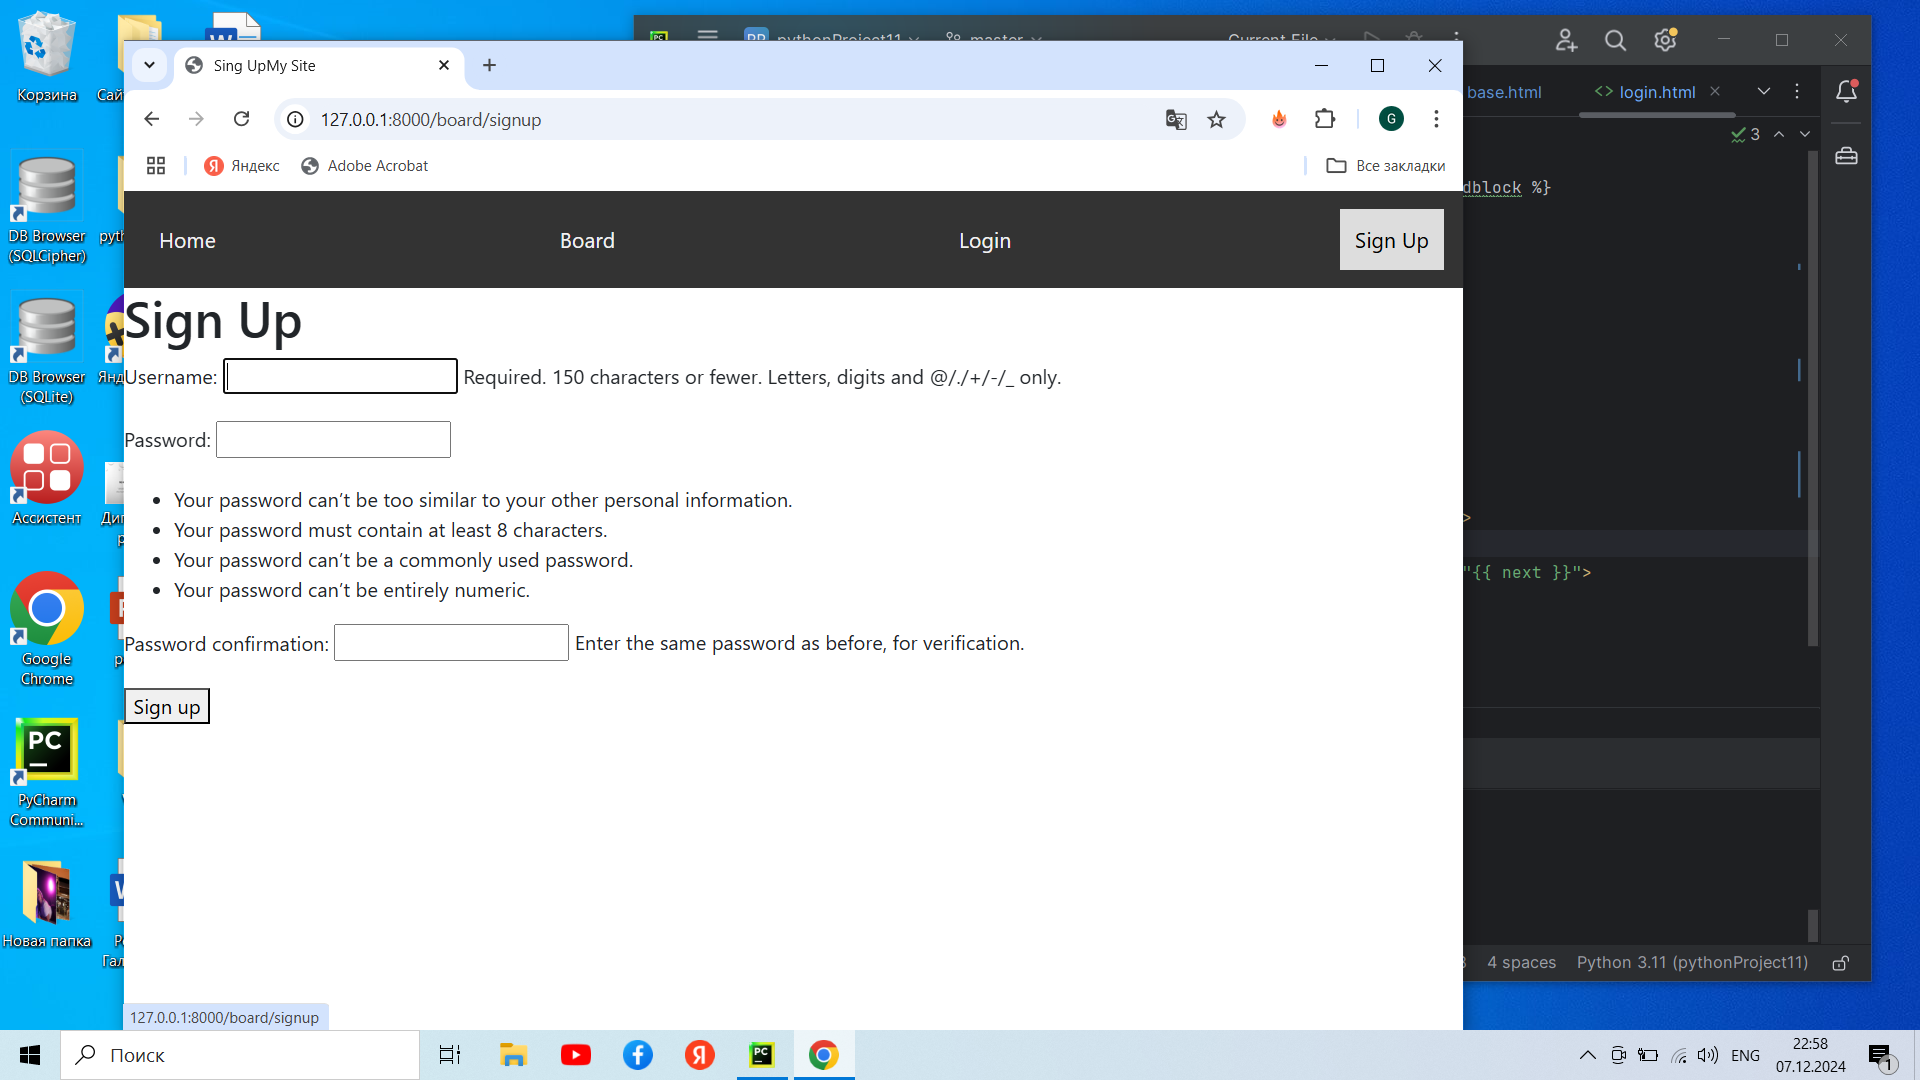 Корзина
DB Browser
(SQLCipher)
DB Browser
(SQLite)
Ассистент
Google
Chrome
PyCharm
Communi...
Новая папка
Sing UpMy Site
127.0.0.1:8000/board/signup
G
Яндекс
Adobe Acrobat
Все закладки
Home
Board
Login
Sign Up
Sign Up
Username:
Required. 150 characters or fewer. Letters, digits and @/./+/-/_ only.
Password:
Your password can’t be too similar to your other personal information.
Your password must contain at least 8 characters.
Your password can’t be a commonly used password.
Your password can’t be entirely numeric.
Password confirmation:
Enter the same password as before, for verification.
Sign up
127.0.0.1:8000/board/signup
pythonProject11
master
Current File
base.html
<> login.html
3
dblock %}
>
"{{ next }}">
4 spaces
Python 3.11 (pythonProject11)
Поиск
ENG
22:58
07.12.2024
1